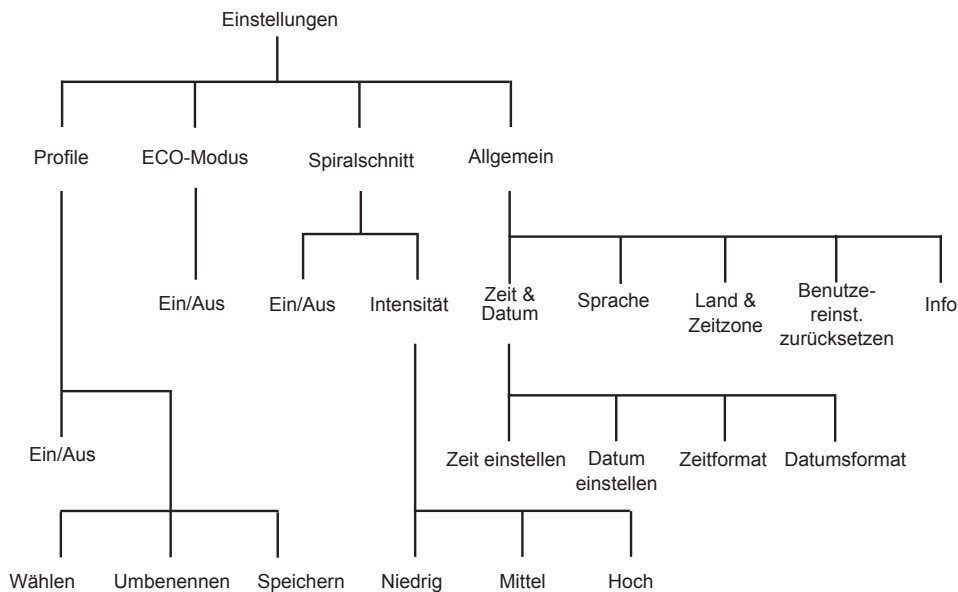 Einstellungen
Profile
ECO-Modus
Spiralschnitt
Allgemein
Ein/Aus
Ein/Aus
Intensität
Zeit &
Datum
Sprache
Land &
Zeitzone
Benutze-
reinst.
zurücksetzen
Info
Ein/Aus
Zeit einstellen
Datum
einstellen
Zeitformat
Datumsformat
Wählen
Umbenennen
Speichern
Niedrig
Mittel
Hoch